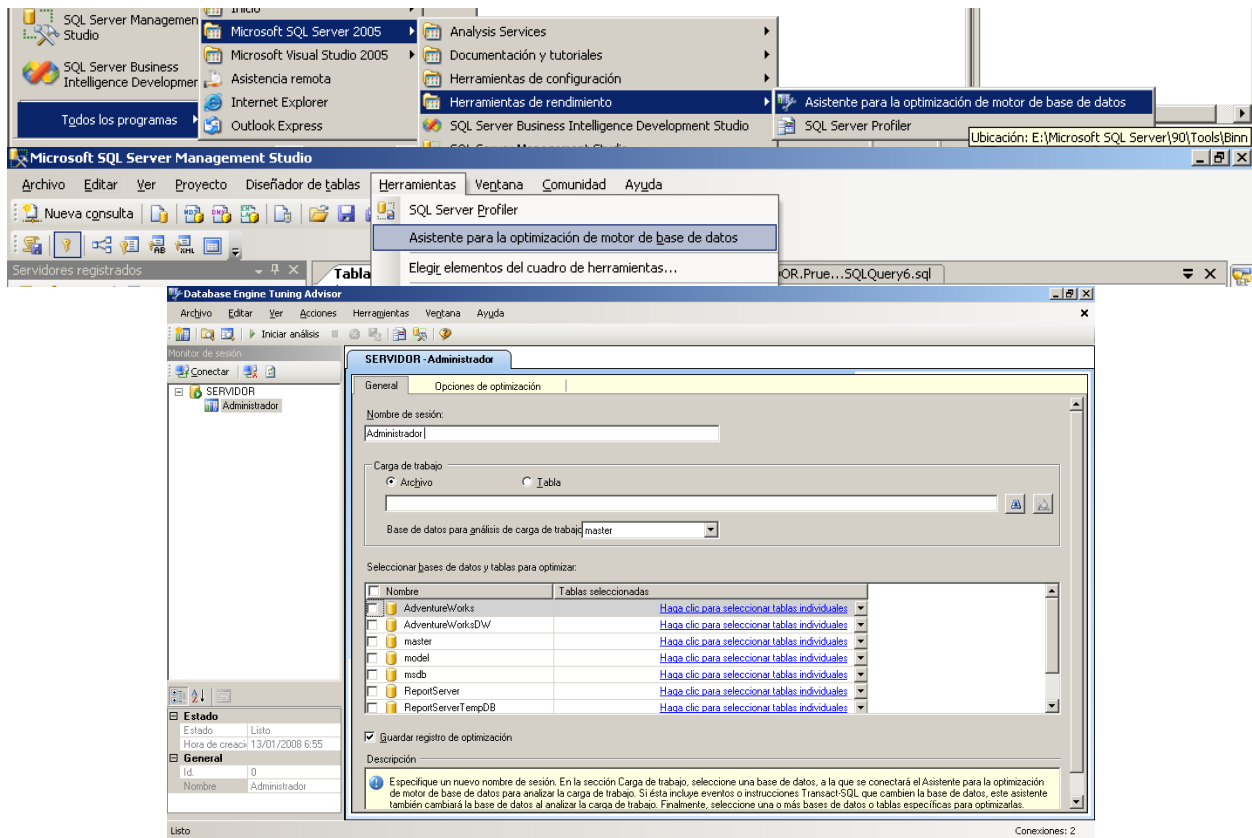 Inicio
SQL Server Managemen
Studio
Microsoft SQL Server 2005
Analysis Services
Microsoft Visual Studio 2005
Documentación y tutoriales
SQL Server Business
Intelligence Developmer
Asistencia remota
Herramientas de configuración
Internet Explorer
Herramientas de rendimiento
Asistente para la optimización de motor de base de datos
Todos los programas
Outlook Express
SQL Server Business Intelligence Development Studio
SQL Server Profiler
Ubicación: E:\Microsoft SQL Server\90\Tools\Binn
SQL Server Management Studio
Microsoft SQL Server Management Studio
Archivo Editar Ver Proyecto Diseñador de tablas Herramientas Ventana Comunidad Ayuda
Nueva consulta
SQL Server Profiler
Asistente para la optimización de motor de base de datos
Servidores registrados
Tabla
Elegir elementos del cuadro de herramientas...
OR.Prue...SQLQuery6.sql
Database Engine Tuning Advisor
Archivo Editar Ver Acciones Herramientas Ventana Ayuda
Iniciar análisis
Monitor de sesión
SERVIDOR - Administrador
Conectar
General Opciones de optimización
SERVIDOR
Administrador
Nombre de sesión:
Administrador
Carga de trabajo
Archivo Tabla
Base de datos para análisis de carga de trabajo master
Seleccionar bases de datos y tablas para optimizar:
Nombre Tablas seleccionadas
AdventureWorks Haga clic para seleccionar tablas individuales
AdventureWorksDW Haga clic para seleccionar tablas individuales
master Haga clic para seleccionar tablas individuales
model Haga clic para seleccionar tablas individuales
msdb Haga clic para seleccionar tablas individuales
ReportServer Haga clic para seleccionar tablas individuales
ReportServerTempDB Haga clic para seleccionar tablas individuales
Guardar registro de optimización
Estado
Estado Listo
Hora de creaci 13/01/2008 6:55
General
Id. 0
Nombre Administrador
Descripción
Especifique un nuevo nombre de sesión. En la sección Carga de trabajo, seleccione una base de datos, a la que se conectará el Asistente para la optimización
de motor de base de datos para analizar la carga de trabajo. Si ésta incluye eventos o instrucciones Transact-SQL que cambien la base de datos, este asistente
también cambiará la base de datos al analizar la carga de trabajo. Finalmente, seleccione una o más bases de datos o tablas específicas para optimizarlas.
Listo
Conexiones: 2